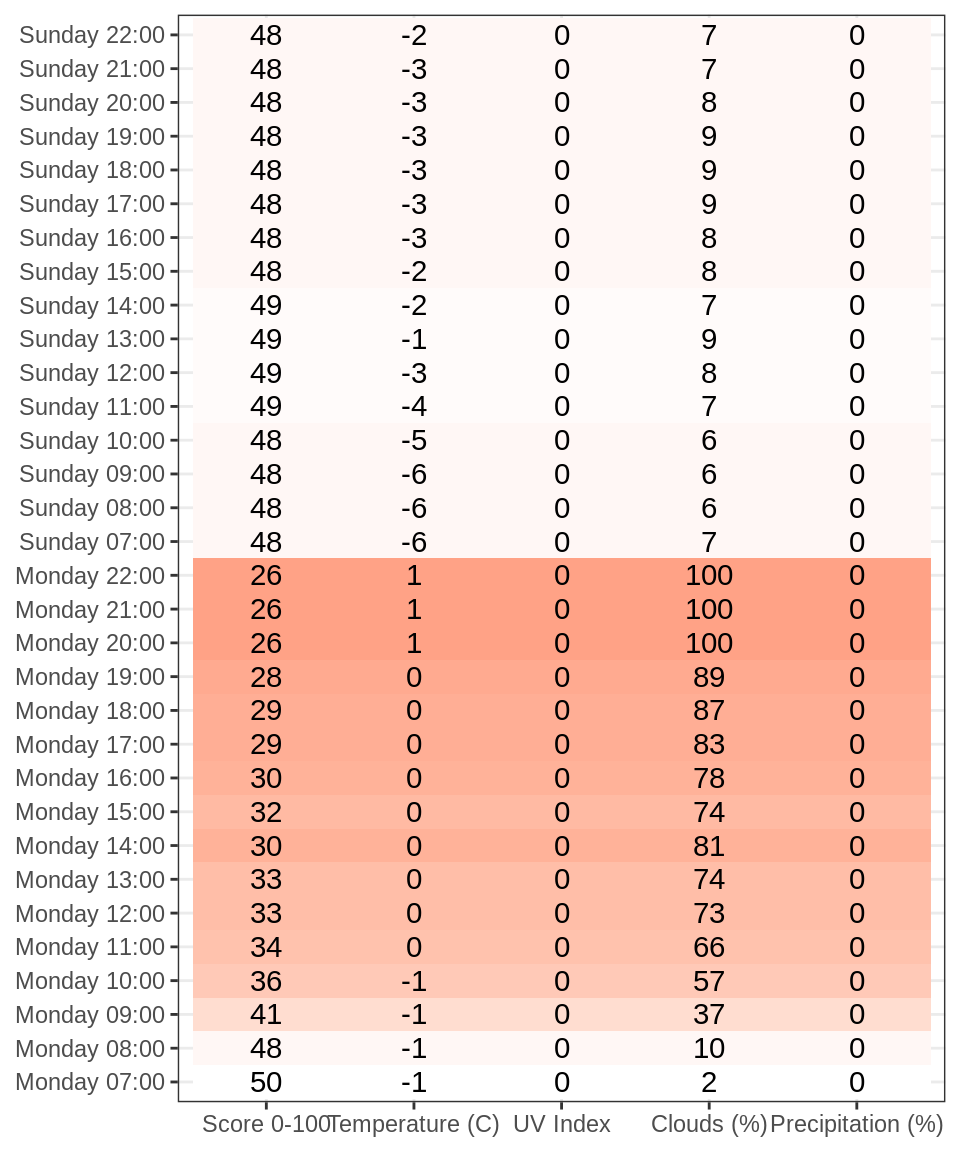 Sunday 22:00 48 -2 0 7 0
Sunday 21:00 48 -3 0 7 0
Sunday 20:00 48 -3 0 8 0
Sunday 19:00 48 -3 0 9 0
Sunday 18:00 48 -3 0 9 0
Sunday 17:00 48 -3 0 9 0
Sunday 16:00 48 -3 0 8 0
Sunday 15:00 48 -2 0 8 0
Sunday 14:00 49 -2 0 7 0
Sunday 13:00 49 -1 0 9 0
Sunday 12:00 49 -3 0 8 0
Sunday 11:00 49 -4 0 7 0
Sunday 10:00 48 -5 0 6 0
Sunday 09:00 48 -6 0 6 0
Sunday 08:00 48 -6 0 6 0
Sunday 07:00 48 -6 0 7 0
Monday 22:00 26 1 0 100 0
Monday 21:00 26 1 0 100 0
Monday 20:00 26 1 0 100 0
Monday 19:00 28 0 0 89 0
Monday 18:00 29 0 0 87 0
Monday 17:00 29 0 0 83 0
Monday 16:00 30 0 0 78 0
Monday 15:00 32 0 0 74 0
Monday 14:00 30 0 0 81 0
Monday 13:00 33 0 0 74 0
Monday 12:00 33 0 0 73 0
Monday 11:00 34 0 0 66 0
Monday 10:00 36 -1 0 57 0
Monday 09:00 41 -1 0 37 0
Monday 08:00 48 -1 0 10 0
Monday 07:00 50 -1 0 2 0
Score 0-100 Temperature (C) UV Index Clouds (%) Precipitation (%)